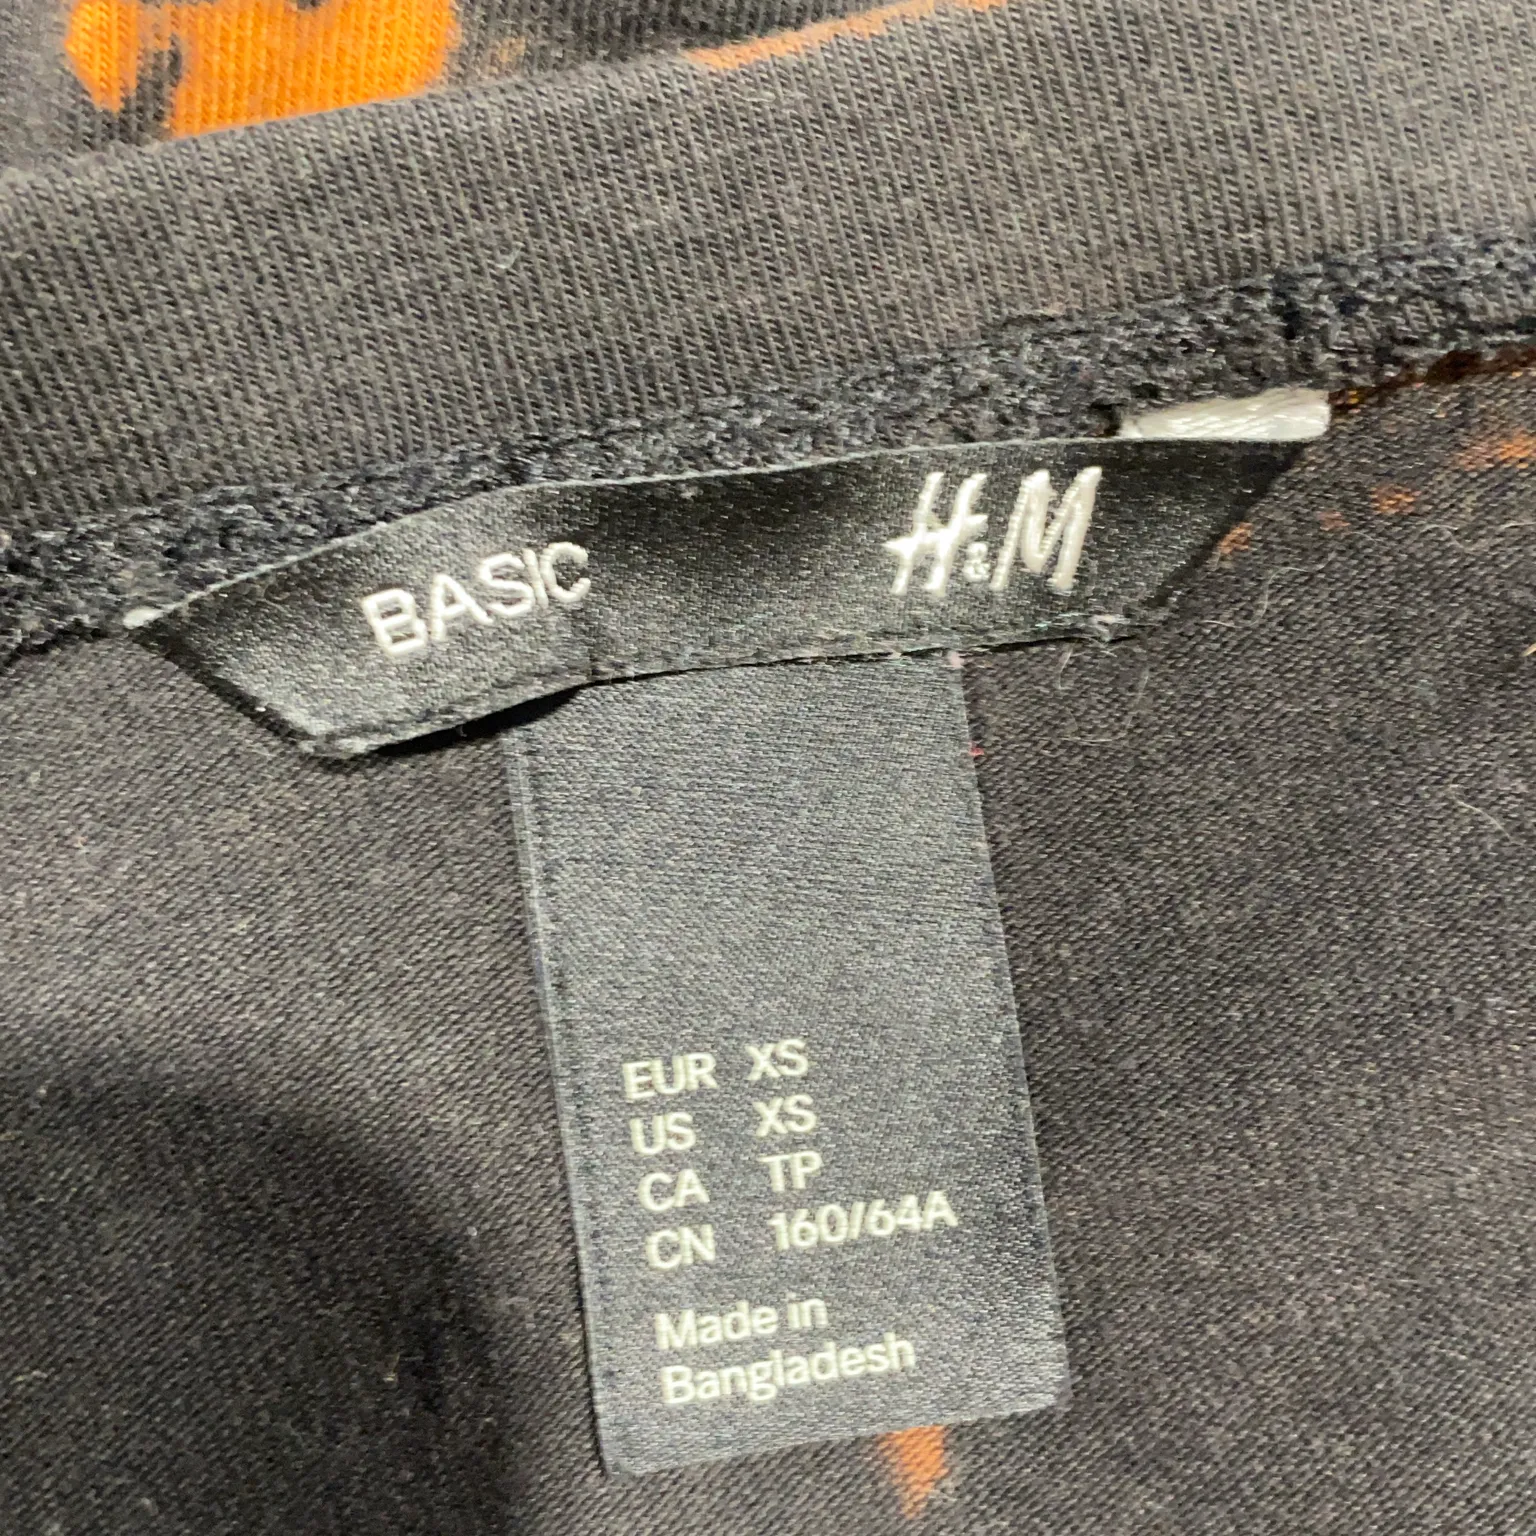 BASIC H&M
EUR XS
US XS
CA TP
CN 160/64A
Made in
Bangladesh